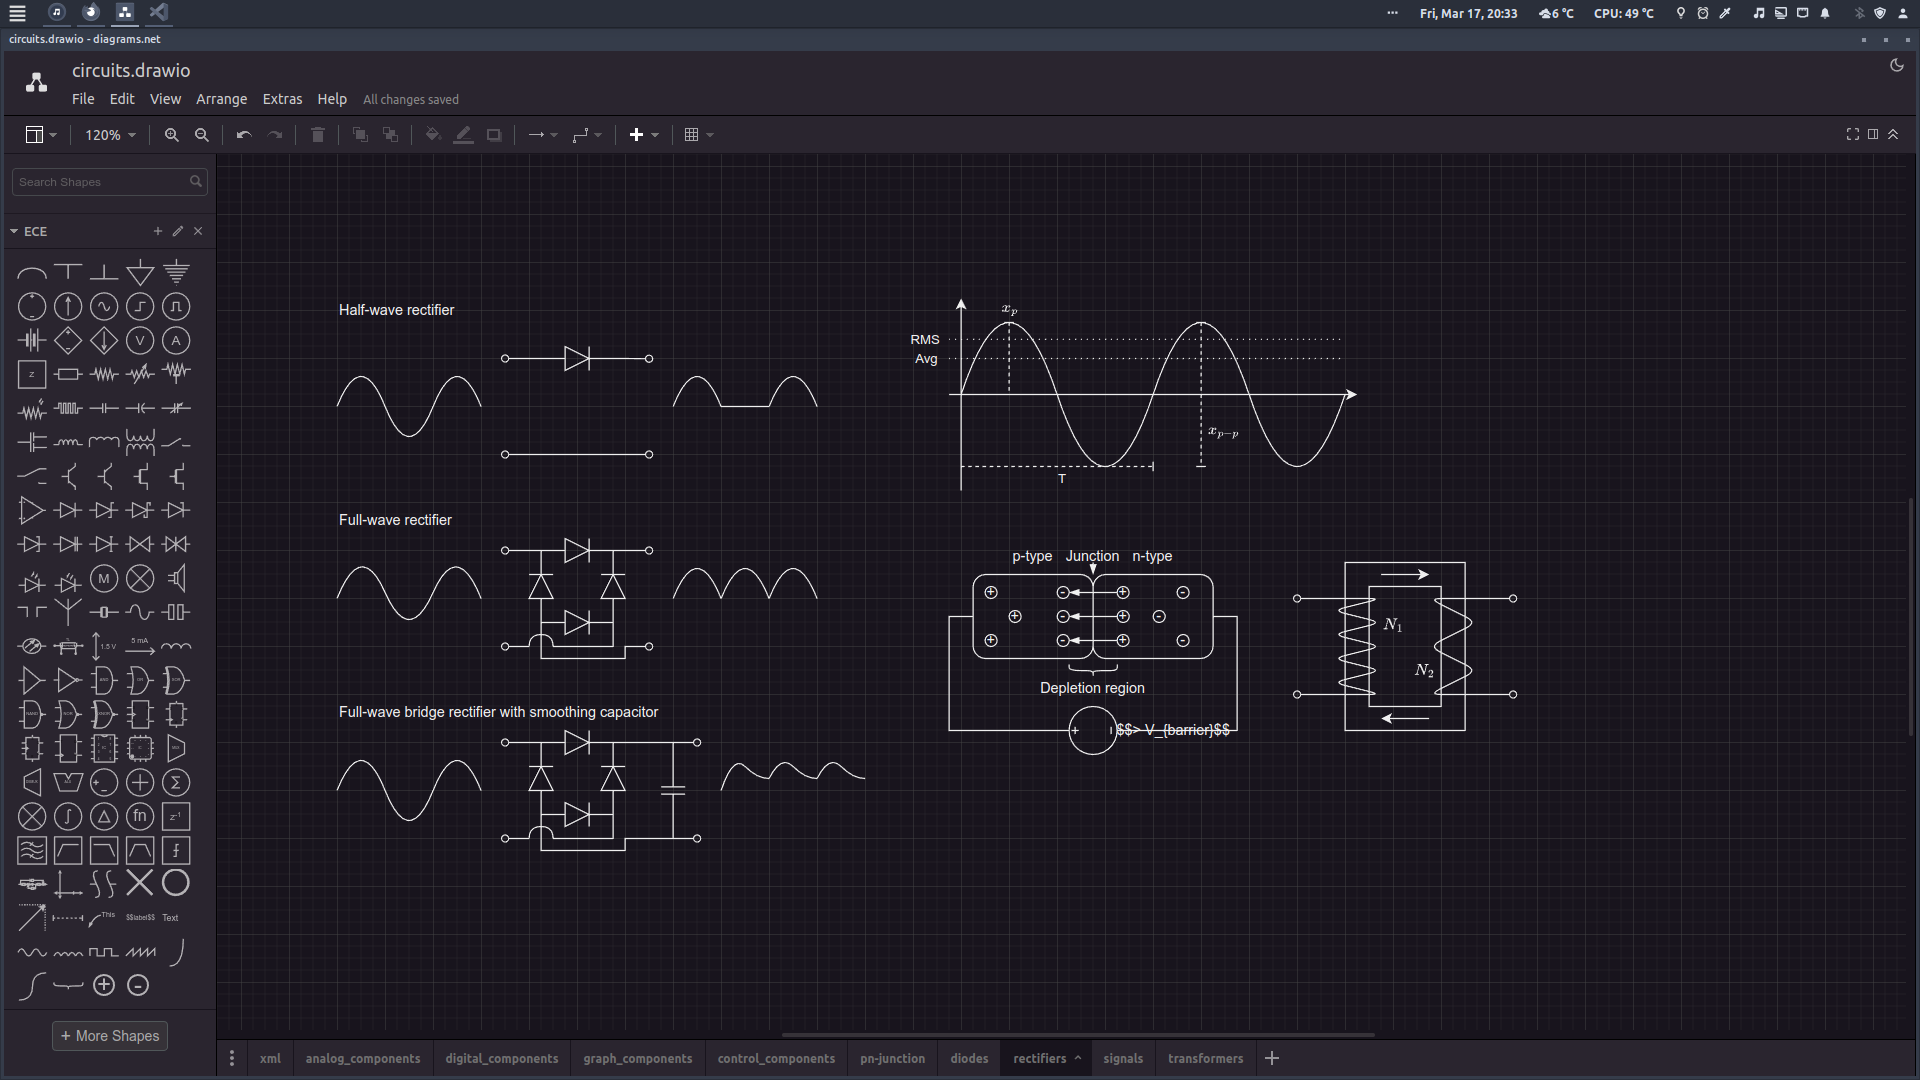 Fri, Mar 17, 20:33
6 °C
CPU: 49 °C
circuits.drawio - diagrams.net
circuits.drawio
File Edit View Arrange Extras Help All changes saved
120%
Search Shapes
ECE
V A
Z
M
1.5 V
5 mA
fn
z⁻¹
This
$$label$$
Text
+ More Shapes
Half-wave rectifier
Full-wave rectifier
Full-wave bridge rectifier with smoothing capacitor
x_p
RMS
Avg
x_{p-p}
T
p-type Junction n-type
Depletion region
$$> V_{barrier}$$
N_1
N_2
xml analog_components digital_components graph_components control_components pn-junction diodes rectifiers signals transformers